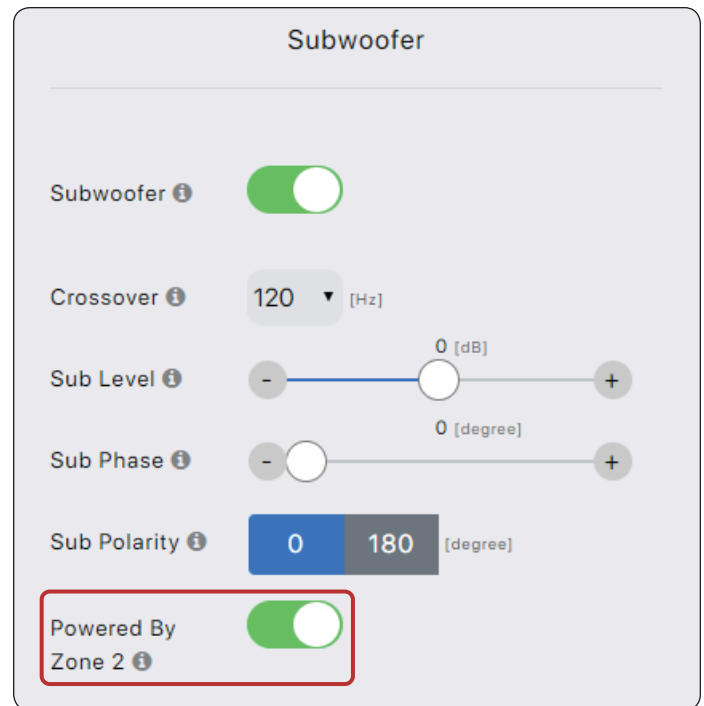 Subwoofer
Subwoofer
Crossover 120 [Hz]
0 [dB]
Sub Level - +
0 [degree]
Sub Phase - +
Sub Polarity 0 180 [degree]
Powered By
Zone 2